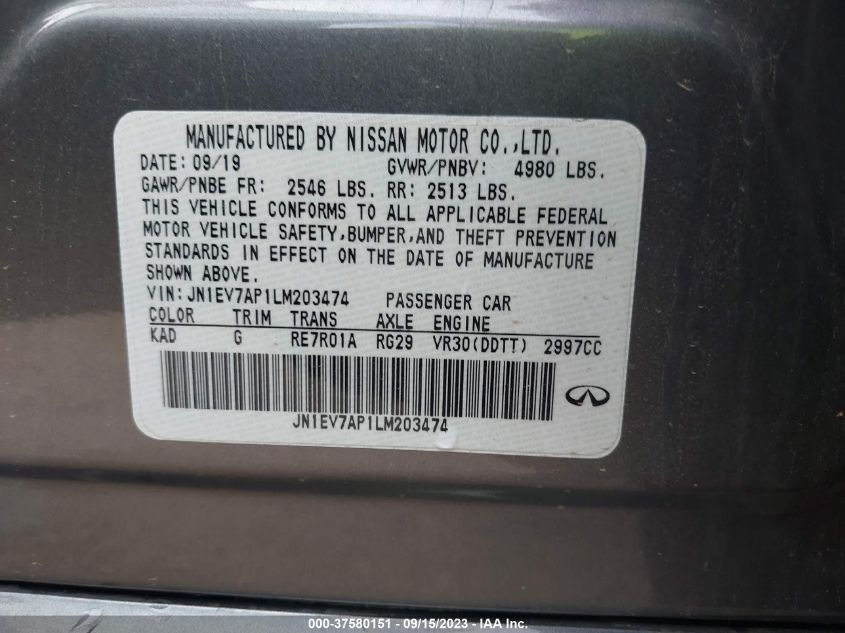 MANUFACTURED BY NISSAN MOTOR CO.,LTD.
DATE: 09/19 GVWR/PNBV: 4980 LBS.
GAWR/PNBE FR: 2546 LBS. RR: 2513 LBS.
THIS VEHICLE CONFORMS TO ALL APPLICABLE FEDERAL
MOTOR VEHICLE SAFETY,BUMPER,AND THEFT PREVENTION
STANDARDS IN EFFECT ON THE DATE OF MANUFACTURE
SHOWN ABOVE.
VIN:JN1EV7AP1LM203474 PASSENGER CAR
COLOR TRIM TRANS AXLE ENGINE
KAD G RE7R01A RG29 VR30(DDTT) 2997CC
JN1EV7AP1LM203474
000-37580151 - 09/15/2023 - IAA Inc.